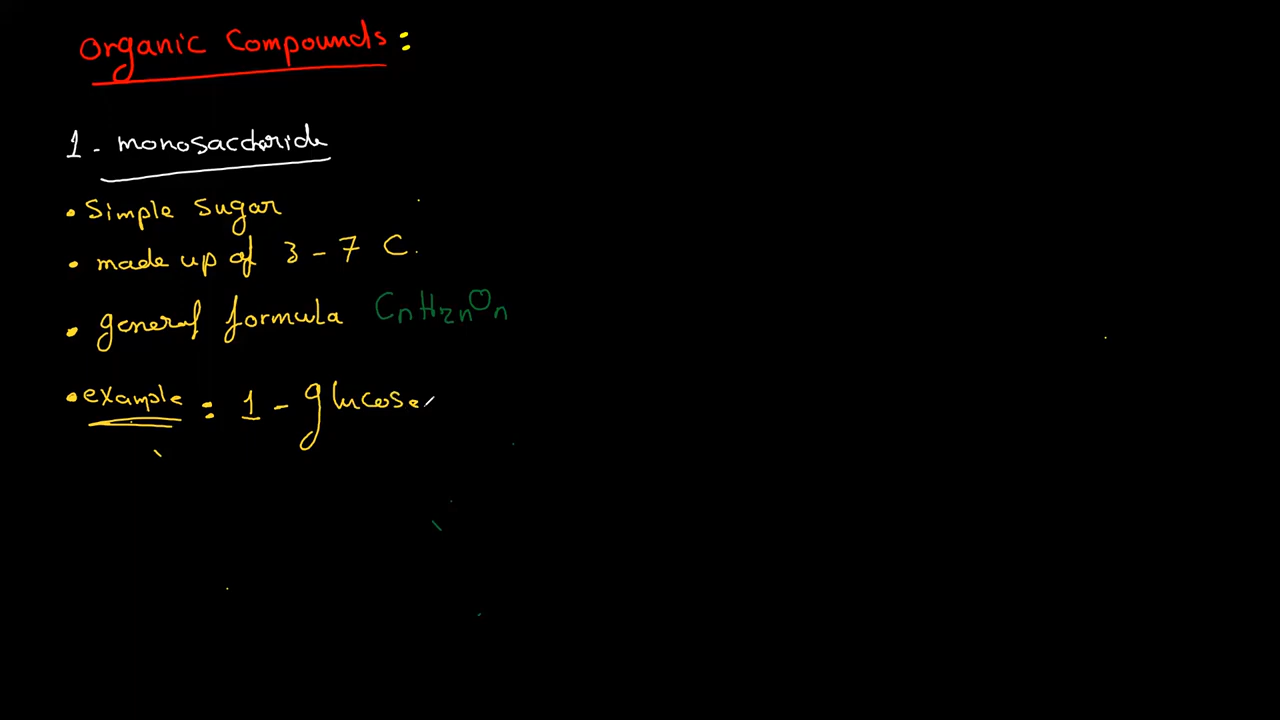 Organic Compounds:
1- monosaccharide
• Simple sugar
• made up of 3-7 C.
• general formula CnH2nOn
• example : 1- glucose